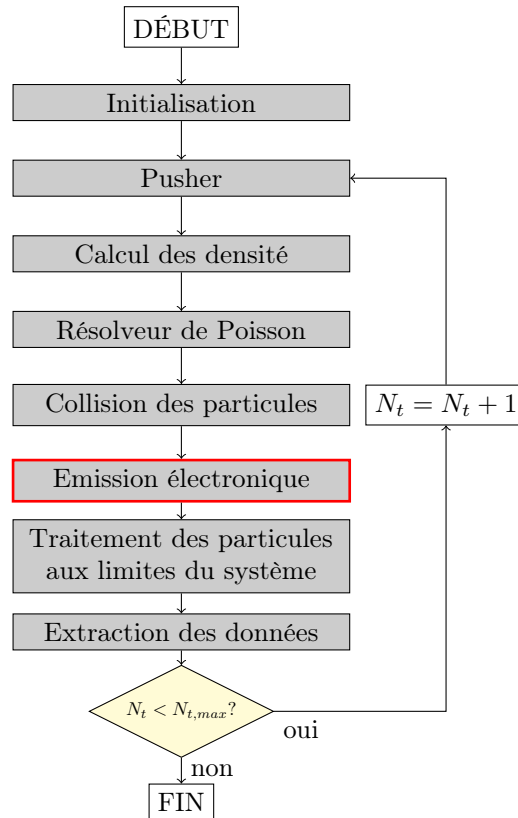 DÉBUT
Initialisation
Pusher
Calcul des densité
Résolveur de Poisson
Collision des particules
N_t = N_t + 1
Emission électronique
Traitement des particules
aux limites du système
Extraction des données
N_t < N_{t,max}?
oui
non
FIN